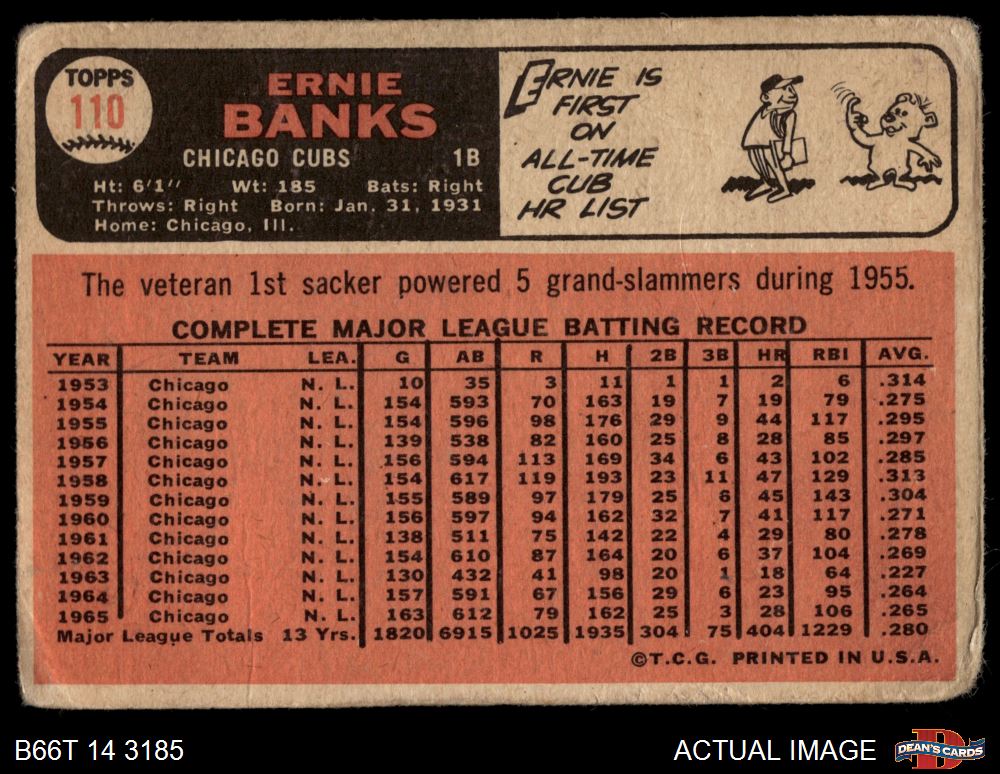 TOPPS
110
ERNIE
BANKS
CHICAGO CUBS 1B
Ht: 6'1" Wt: 185 Bats: Right
Throws: Right Born: Jan. 31, 1931
Home: Chicago, Ill.
ERNIE IS
FIRST
ON
ALL-TIME
CUB
HR LIST
The veteran 1st sacker powered 5 grand-slammers during 1955.
COMPLETE MAJOR LEAGUE BATTING RECORD
YEAR TEAM LEA. G AB R H 2B 3B HR RBI AVG.
1953 Chicago N. L. 10 35 3 11 1 1 2 6 .314
1954 Chicago N. L. 154 593 70 163 19 7 19 79 .275
1955 Chicago N. L. 154 596 98 176 29 9 44 117 .295
1956 Chicago N. L. 139 538 82 160 25 8 28 85 .297
1957 Chicago N. L. 156 594 113 169 34 6 43 102 .285
1958 Chicago N. L. 154 617 119 193 23 11 47 129 .313
1959 Chicago N. L. 155 589 97 179 25 6 45 143 .304
1960 Chicago N. L. 156 597 94 162 32 7 41 117 .271
1961 Chicago N. L. 138 511 75 142 22 4 29 80 .278
1962 Chicago N. L. 154 610 87 164 20 6 37 104 .269
1963 Chicago N. L. 130 432 41 98 20 1 18 64 .227
1964 Chicago N. L. 157 591 67 156 29 6 23 95 .264
1965 Chicago N. L. 163 612 79 162 25 3 28 106 .265
Major League Totals 13 Yrs. 1820 6915 1025 1935 304 75 404 1229 .280
©T.C.G. PRINTED IN U.S.A.
B66T 14 3185 ACTUAL IMAGE
DEAN'S CARDS